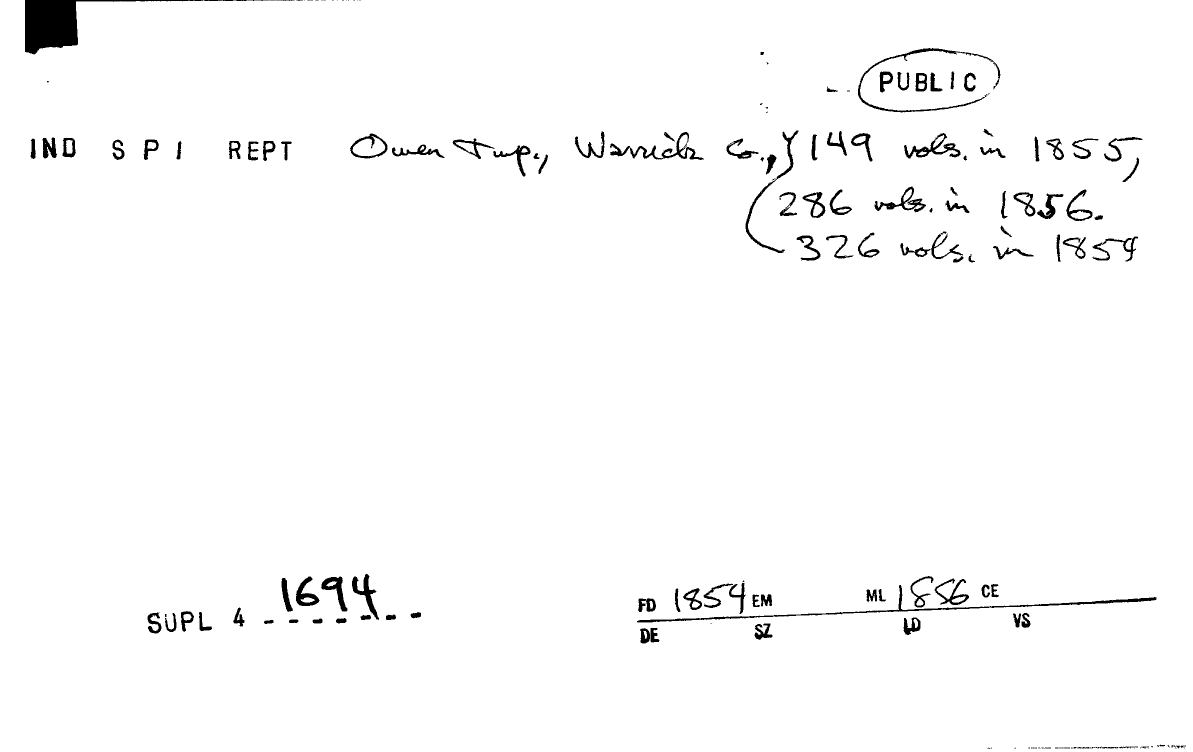 PUBLIC
IND S P I REPT Owen Twp., Warrick Co., 149 vols. in 1855,
286 vols. in 1856.
326 vols. in 1854
SUPL 4 1694
FD 1854 EM ML 1856 CE
DE SZ LD VS